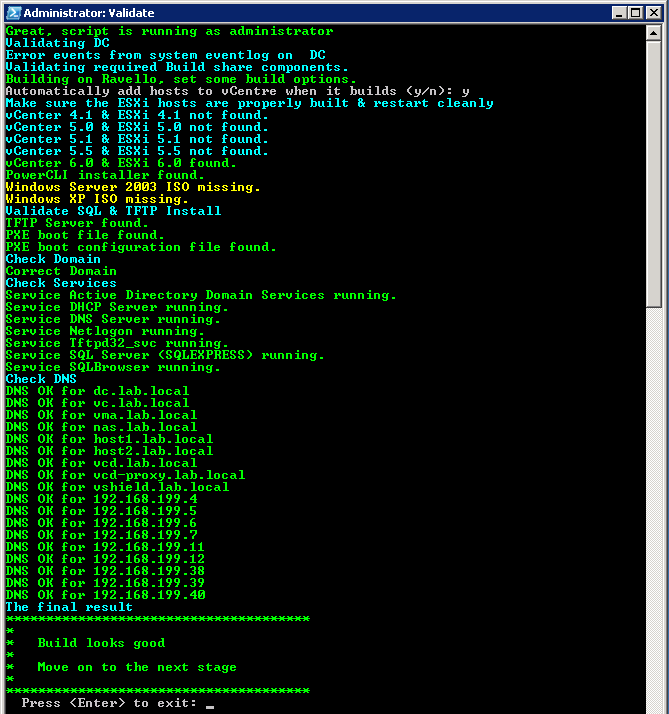 Administrator: Validate
Great, script is running as administrator
Validating DC
Error events from system eventlog on  DC
Validating required Build share components.
Building on Ravello, set some build options.
Automatically add hosts to vCentre when it builds (y/n): y
Make sure the ESXi hosts are properly built & restart cleanly
vCenter 4.1 & ESXi 4.1 not found.
vCenter 5.0 & ESXi 5.0 not found.
vCenter 5.1 & ESXi 5.1 not found.
vCenter 5.5 & ESXi 5.5 not found.
vCenter 6.0 & ESXi 6.0 found.
PowerCLI installer found.
Windows Server 2003 ISO missing.
Windows XP ISO missing.
Validate SQL & TFTP Install
TFTP Server found.
PXE boot file found.
PXE boot configuration file found.
Check Domain
Correct Domain
Check Services
Service Active Directory Domain Services running.
Service DHCP Server running.
Service DNS Server running.
Service Netlogon running.
Service Tftpd32_svc running.
Service SQL Server (SQLEXPRESS) running.
Service SQLBrowser running.
Check DNS
DNS OK for dc.lab.local
DNS OK for vc.lab.local
DNS OK for vma.lab.local
DNS OK for nas.lab.local
DNS OK for host1.lab.local
DNS OK for host2.lab.local
DNS OK for vcd.lab.local
DNS OK for vcd-proxy.lab.local
DNS OK for vshield.lab.local
DNS OK for 192.168.199.4
DNS OK for 192.168.199.5
DNS OK for 192.168.199.6
DNS OK for 192.168.199.7
DNS OK for 192.168.199.11
DNS OK for 192.168.199.12
DNS OK for 192.168.199.38
DNS OK for 192.168.199.39
DNS OK for 192.168.199.40
The final result
**************************************
*
*   Build looks good
*
*   Move on to the next stage
*
**************************************
Press <Enter> to exit: _